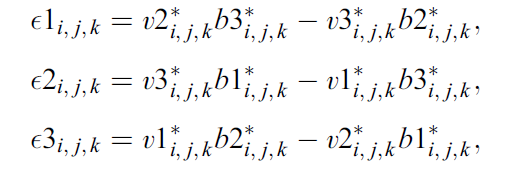 ϵ1_{i,j,k} = v2^*_{i,j,k} b3^*_{i,j,k} − v3^*_{i,j,k} b2^*_{i,j,k},
ϵ2_{i,j,k} = v3^*_{i,j,k} b1^*_{i,j,k} − v1^*_{i,j,k} b3^*_{i,j,k},
ϵ3_{i,j,k} = v1^*_{i,j,k} b2^*_{i,j,k} − v2^*_{i,j,k} b1^*_{i,j,k},